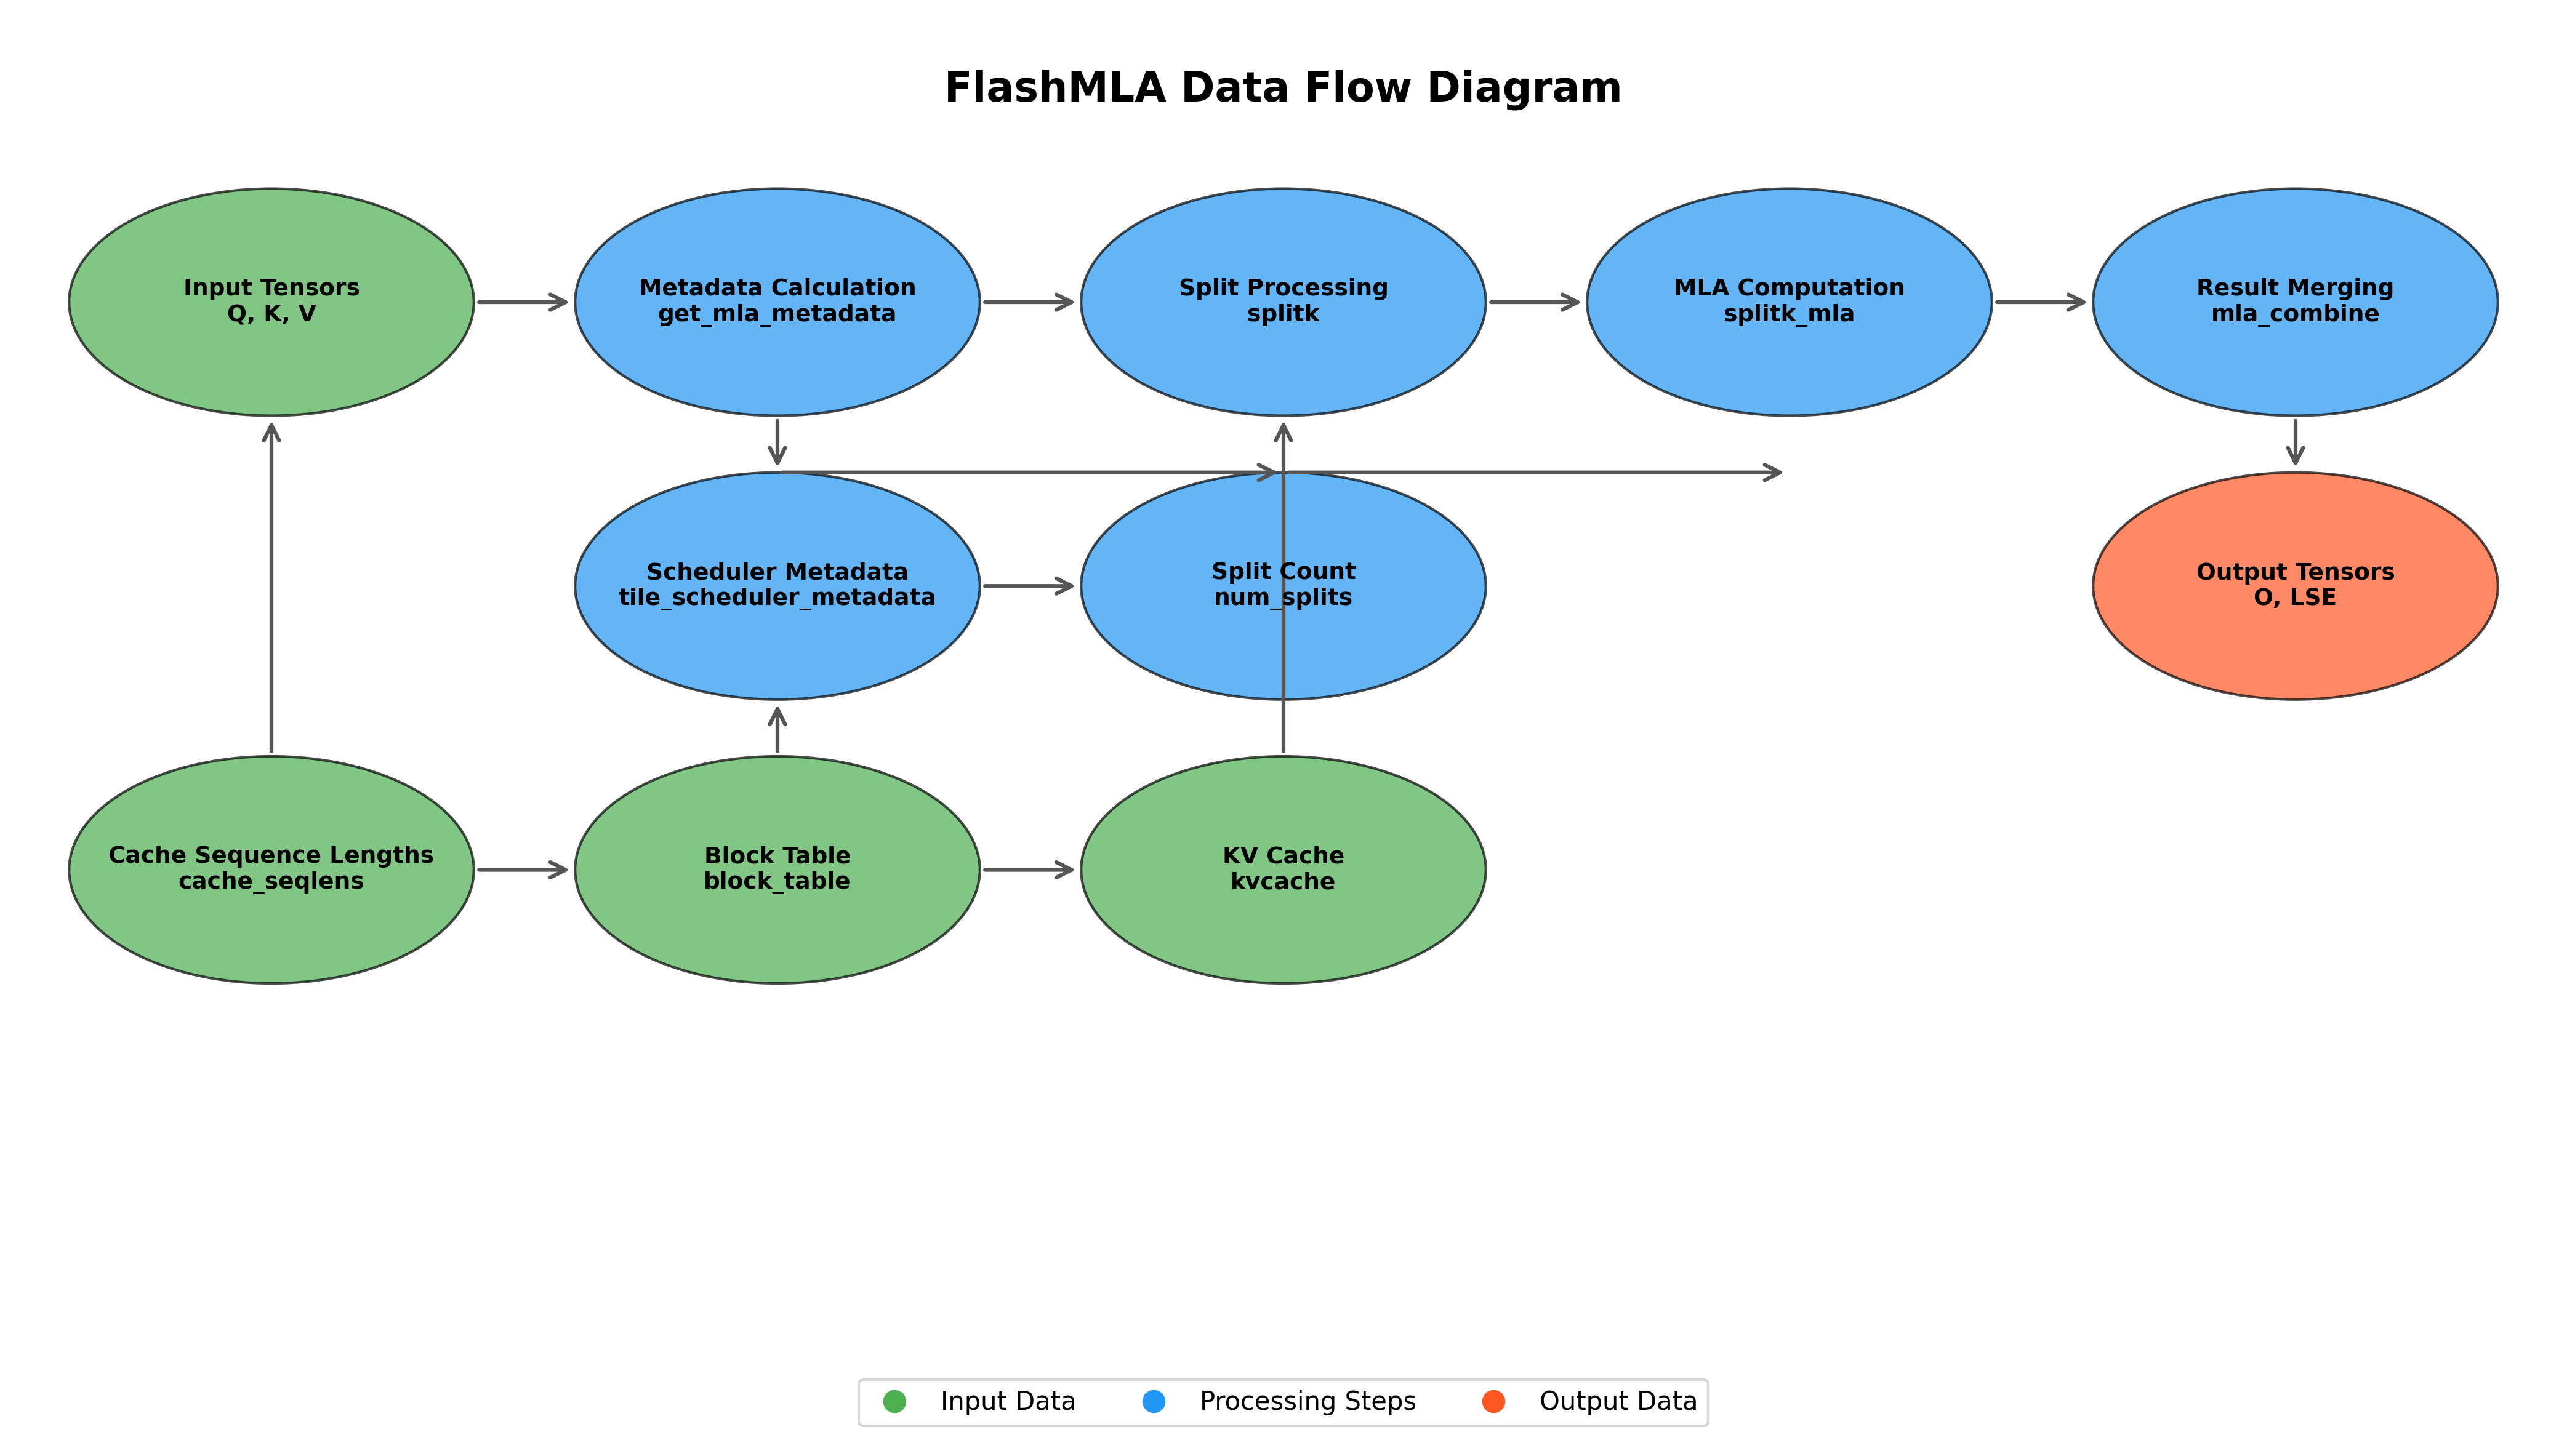 FlashMLA Data Flow Diagram
Input Tensors
Q, K, V
Metadata Calculation
get_mla_metadata
Split Processing
splitk
MLA Computation
splitk_mla
Result Merging
mla_combine
Scheduler Metadata
tile_scheduler_metadata
Split Count
num_splits
Output Tensors
O, LSE
Cache Sequence Lengths
cache_seqlens
Block Table
block_table
KV Cache
kvcache
Input Data
Processing Steps
Output Data